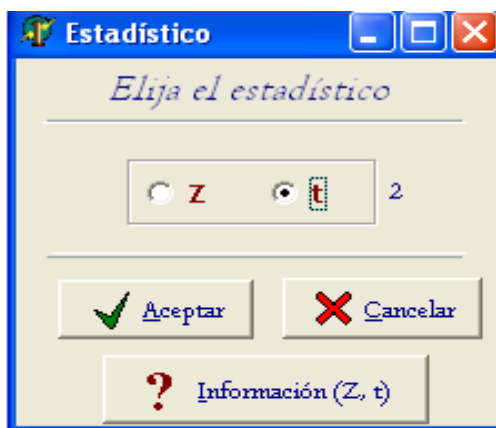 Estadístico
Elija el estadístico
Z t 2
Aceptar Cancelar
Información (Z, t)